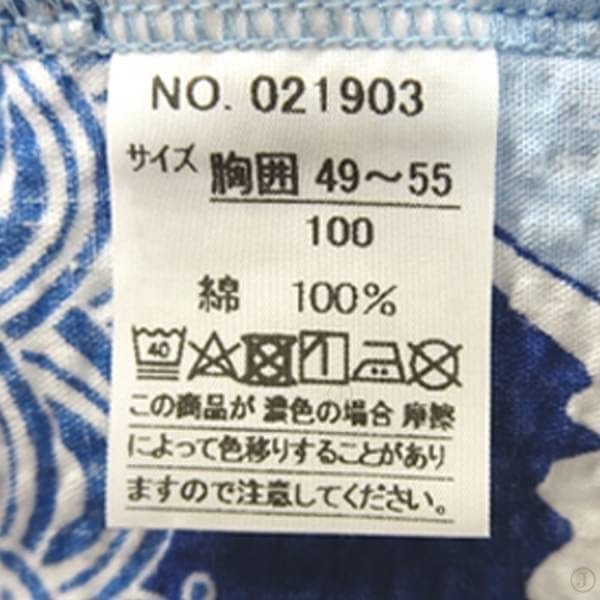 NO. 021903
サイズ 胸囲 49～55
100
綿 100%
40
この商品が 濃色の場合 摩擦
によって色移りすることがあり
ますので注意してください。